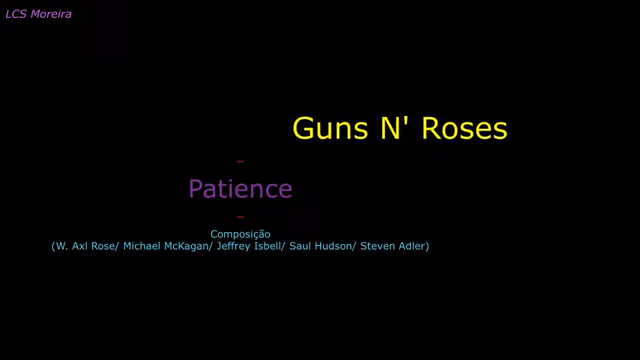 LCS Moreira
Guns N' Roses
–
Patience
–
Composição
(W. Axl Rose/ Michael McKagan/ Jeffrey Isbell/ Saul Hudson/ Steven Adler)